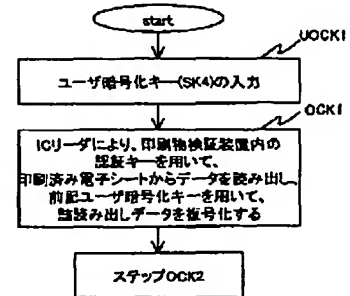 start
UOCK1
ユーザ暗号化キー(SK4)の入力
OCK1
ICリーダにより、印刷物検証装置内の
認証キーを用いて、
印刷済み電子シートからデータを読み出し、
前記ユーザ暗号化キーを用いて、
該読み出しデータを復号化する
ステップOCK2